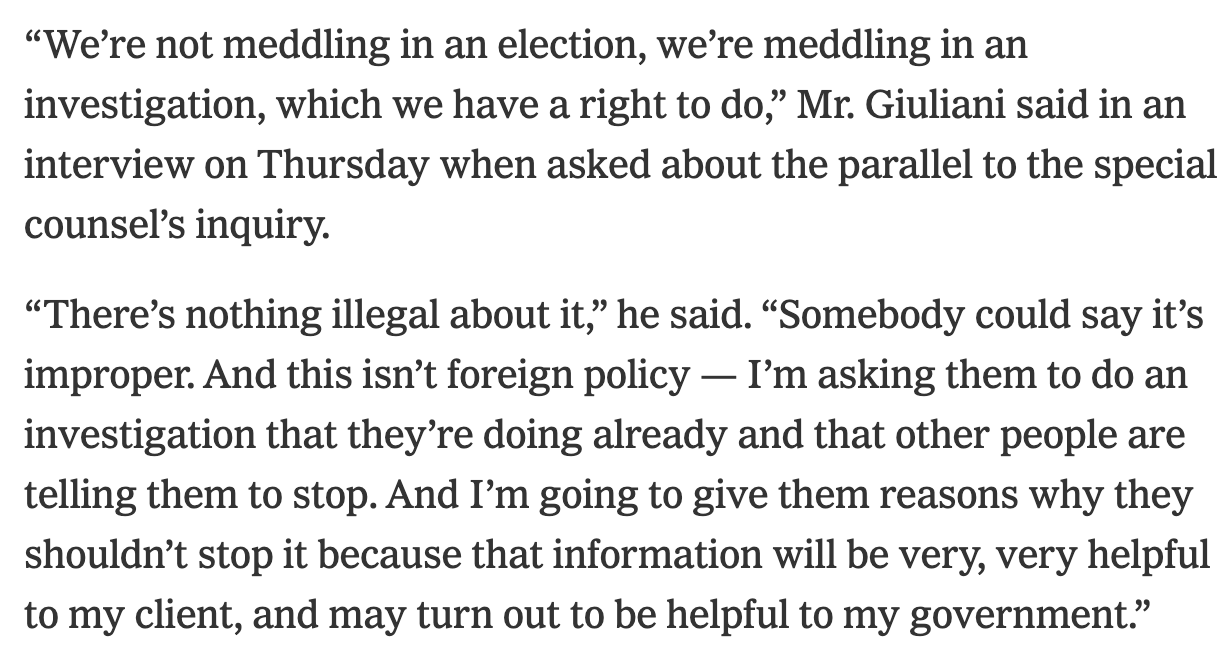 “We’re not meddling in an election, we’re meddling in an
investigation, which we have a right to do,” Mr. Giuliani said in an
interview on Thursday when asked about the parallel to the special
counsel’s inquiry.
“There’s nothing illegal about it,” he said. “Somebody could say it’s
improper. And this isn’t foreign policy — I’m asking them to do an
investigation that they’re doing already and that other people are
telling them to stop. And I’m going to give them reasons why they
shouldn’t stop it because that information will be very, very helpful
to my client, and may turn out to be helpful to my government.”